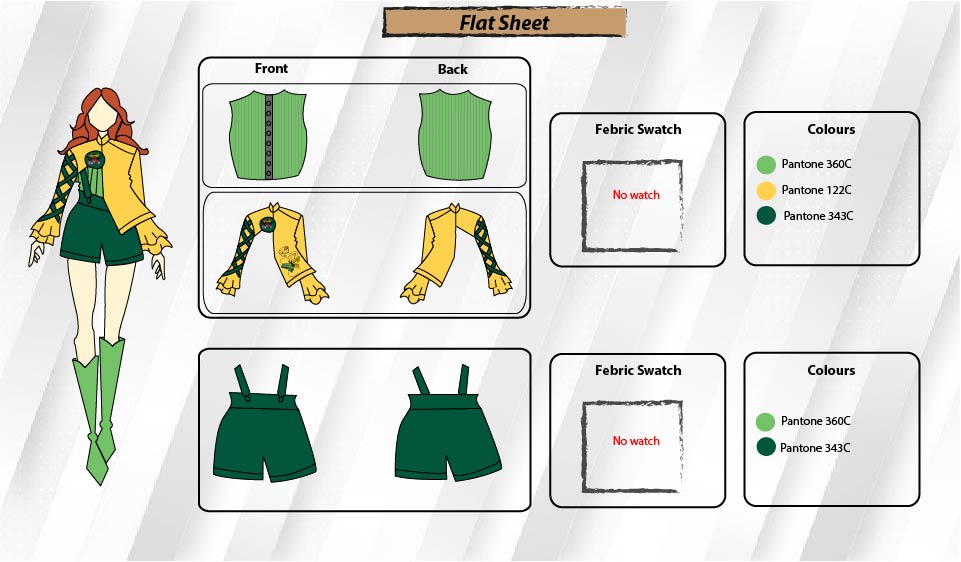 Flat Sheet
Front
Back
Febric Swatch
No watch
Colours
Pantone 360C
Pantone 122C
Pantone 343C
Febric Swatch
No watch
Colours
Pantone 360C
Pantone 343C